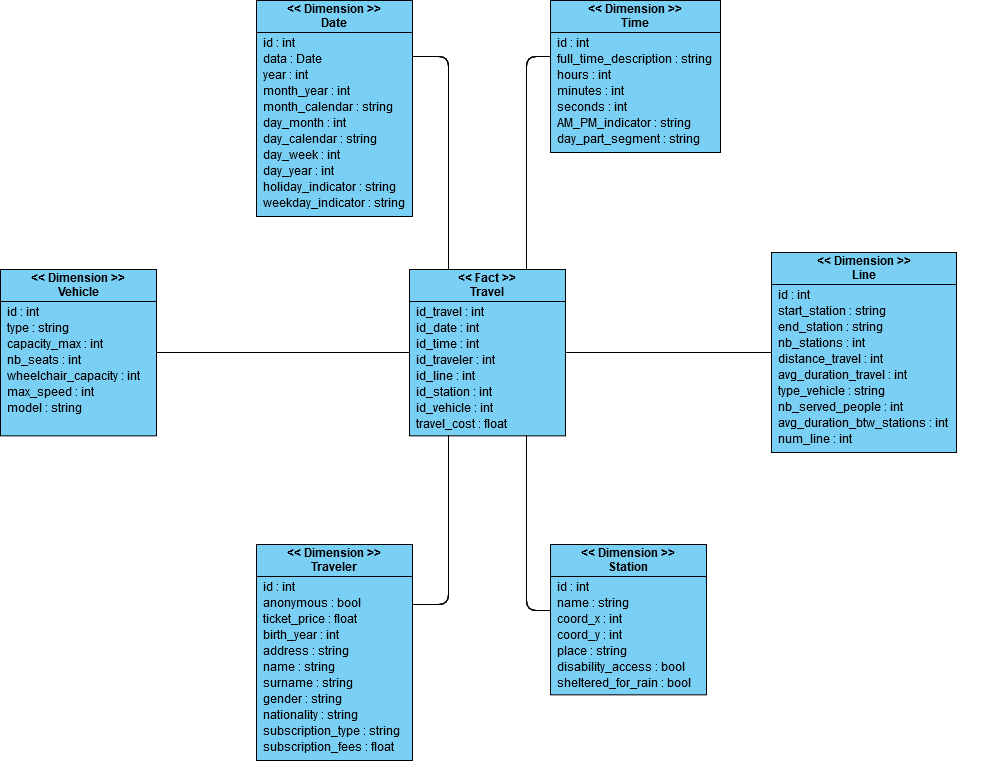 << Dimension >>
Date
id : int
data : Date
year : int
month_year : int
month_calendar : string
day_month : int
day_calendar : string
day_week : int
day_year : int
holiday_indicator : string
weekday_indicator : string
<< Dimension >>
Time
id : int
full_time_description : string
hours : int
minutes : int
seconds : int
AM_PM_indicator : string
day_part_segment : string
<< Dimension >>
Vehicle
id : int
type : string
capacity_max : int
nb_seats : int
wheelchair_capacity : int
max_speed : int
model : string
<< Fact >>
Travel
id_travel : int
id_date : int
id_time : int
id_traveler : int
id_line : int
id_station : int
id_vehicle : int
travel_cost : float
<< Dimension >>
Line
id : int
start_station : string
end_station : string
nb_stations : int
distance_travel : int
avg_duration_travel : int
type_vehicle : string
nb_served_people : int
avg_duration_btw_stations : int
num_line : int
<< Dimension >>
Traveler
id : int
anonymous : bool
ticket_price : float
birth_year : int
address : string
name : string
surname : string
gender : string
nationality : string
subscription_type : string
subscription_fees : float
<< Dimension >>
Station
id : int
name : string
coord_x : int
coord_y : int
place : string
disability_access : bool
sheltered_for_rain : bool